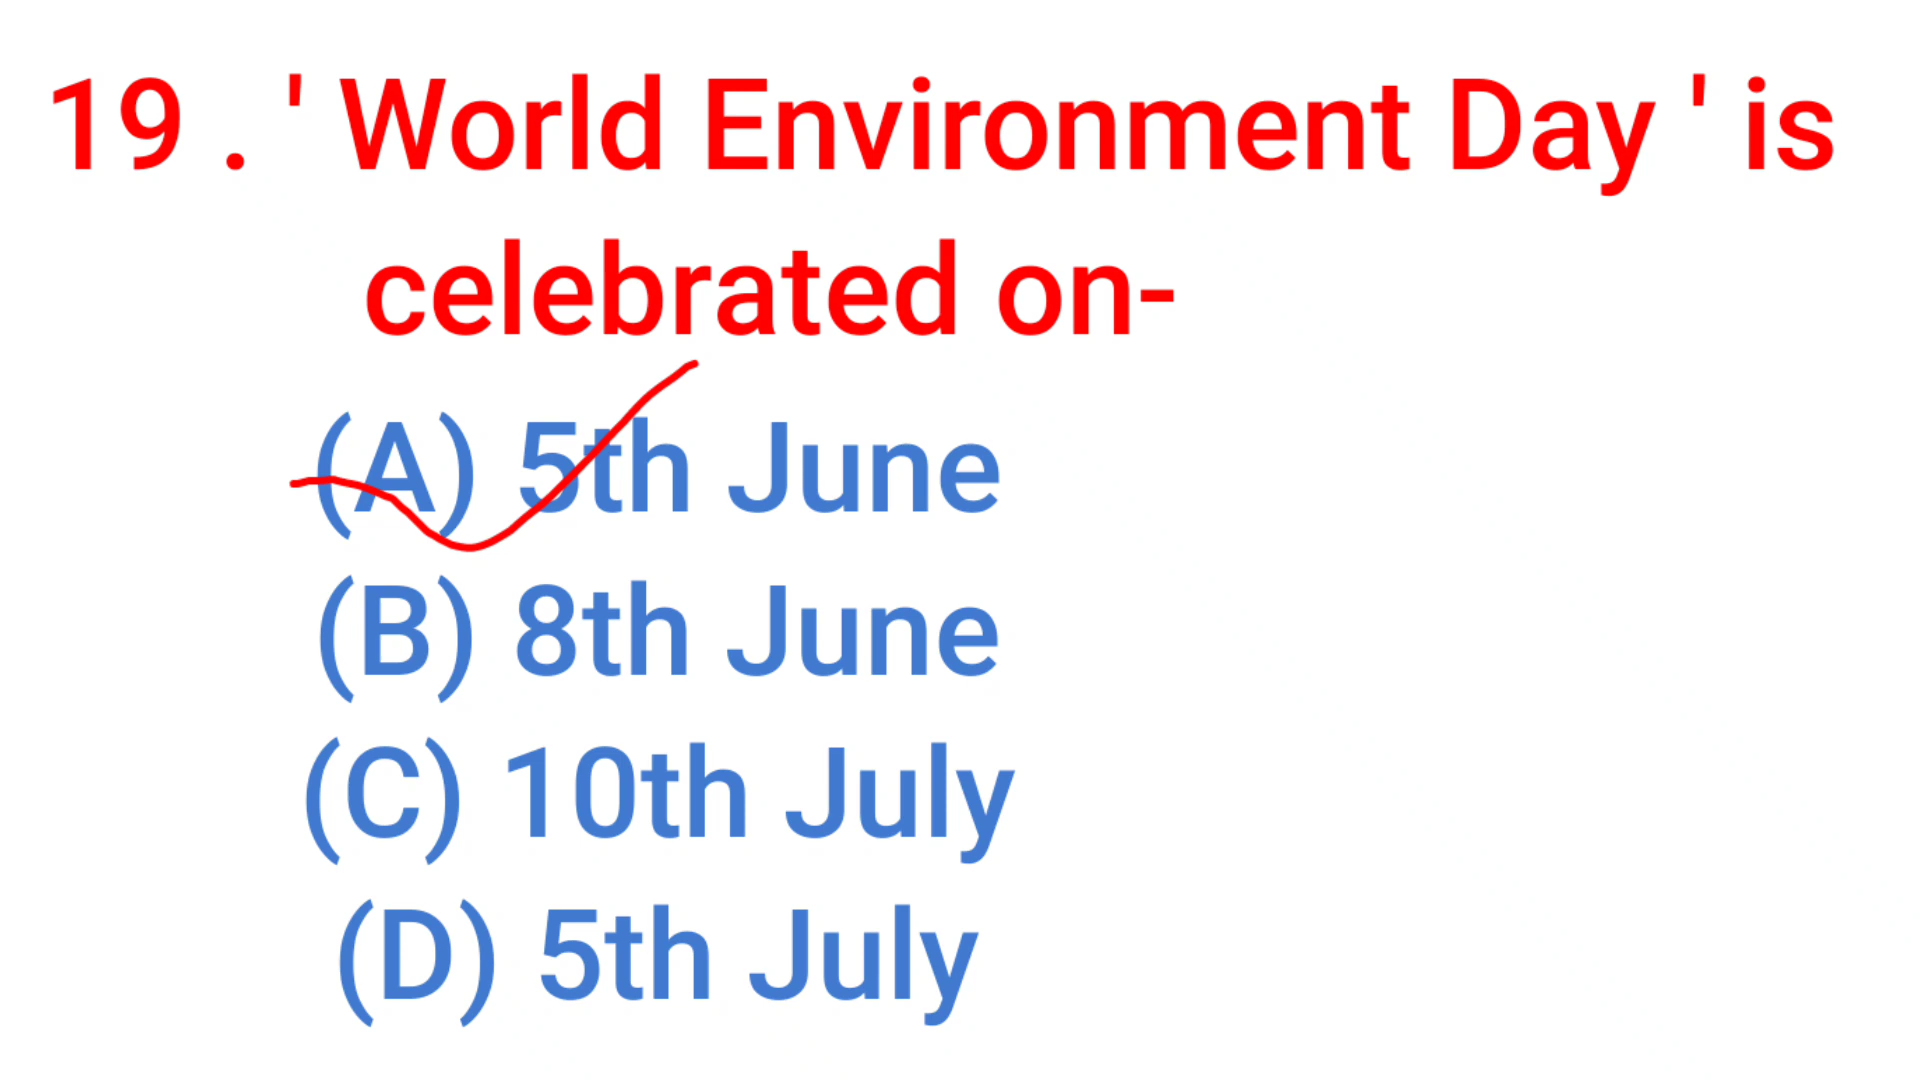 19 . ' World Environment Day ' is
celebrated on-
(A) 5th June
(B) 8th June
(C) 10th July
(D) 5th July